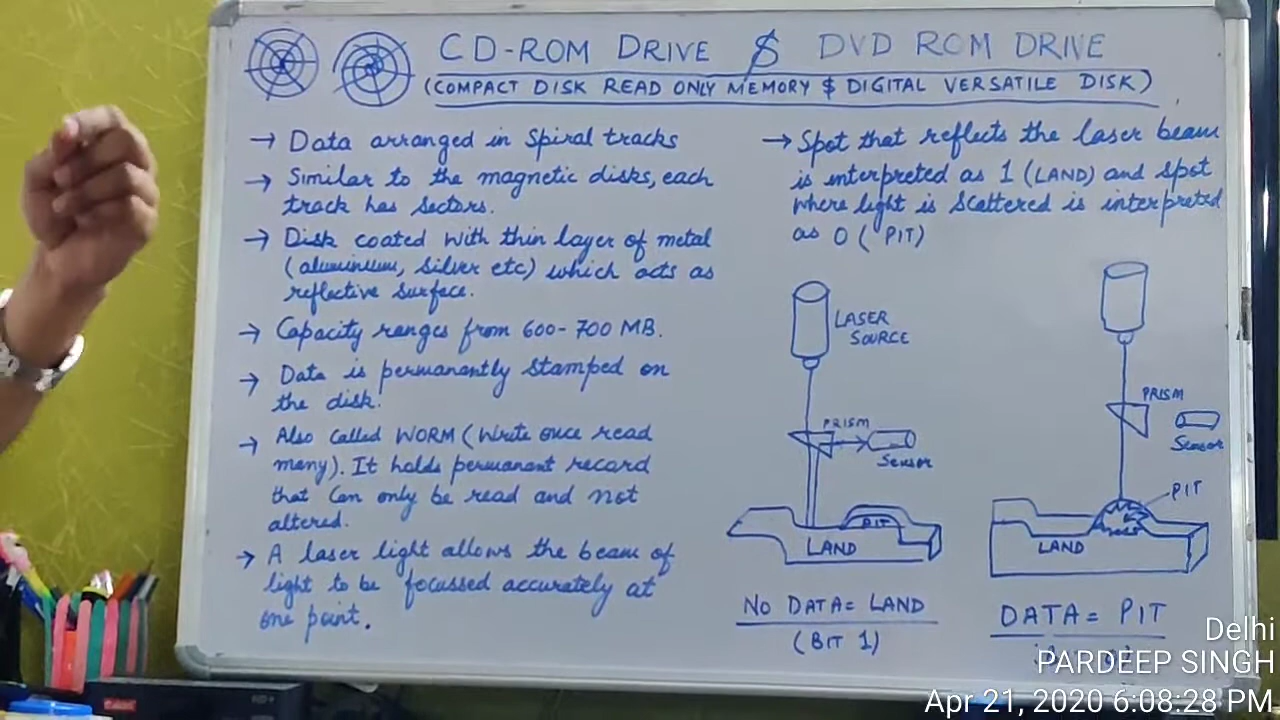 CD-ROM DRIVE $ DVD ROM DRIVE
(COMPACT DISK READ ONLY MEMORY $ DIGITAL VERSATILE DISK)
→ Data arranged in Spiral tracks
→ Similar to the magnetic disks, each
track has sectors.
→ Disk coated with thin layer of metal
(aluminium, silver etc) which acts as
reflective surface.
→ Capacity ranges from 600-700 MB.
→ Data is permanantly stamped on
the disk.
→ Also called WORM (Write once read
many). It holds permanant record
that can only be read and not
altered.
→ A laser light allows the beam of
light to be focussed accurately at
one point.
→ Spot that reflects the laser beam
is interpreted as 1 (LAND) and spot
where light is scattered is interpreted
as 0 (PIT)
LASER
SOURCE
PRISM
Sensor
PIT
LAND
NO DATA = LAND
(BIT 1)
PRISM
Sensor
PIT
LAND
DATA = PIT
Delhi
PARDEEP SINGH
Apr 21, 2020 6:08:28 PM